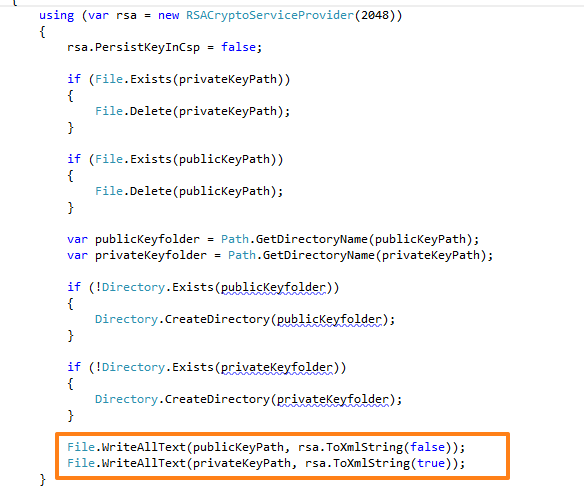 {
using (var rsa = new RSACryptoServiceProvider(2048))
{
rsa.PersistKeyInCsp = false;
if (File.Exists(privateKeyPath))
{
File.Delete(privateKeyPath);
}
if (File.Exists(publicKeyPath))
{
File.Delete(publicKeyPath);
}
var publicKeyfolder = Path.GetDirectoryName(publicKeyPath);
var privateKeyfolder = Path.GetDirectoryName(privateKeyPath);
if (!Directory.Exists(publicKeyfolder))
{
Directory.CreateDirectory(publicKeyfolder);
}
if (!Directory.Exists(privateKeyfolder))
{
Directory.CreateDirectory(privateKeyfolder);
}
File.WriteAllText(publicKeyPath, rsa.ToXmlString(false));
File.WriteAllText(privateKeyPath, rsa.ToXmlString(true));
}